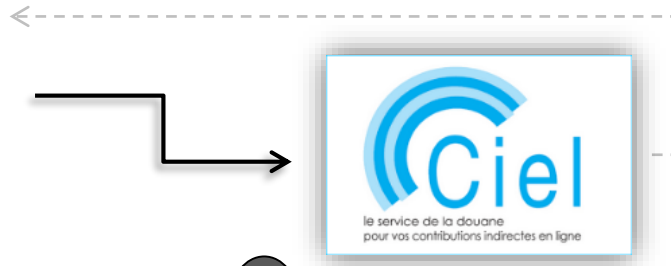 Ciel
le service de la douane
pour vos contributions indirectes en ligne